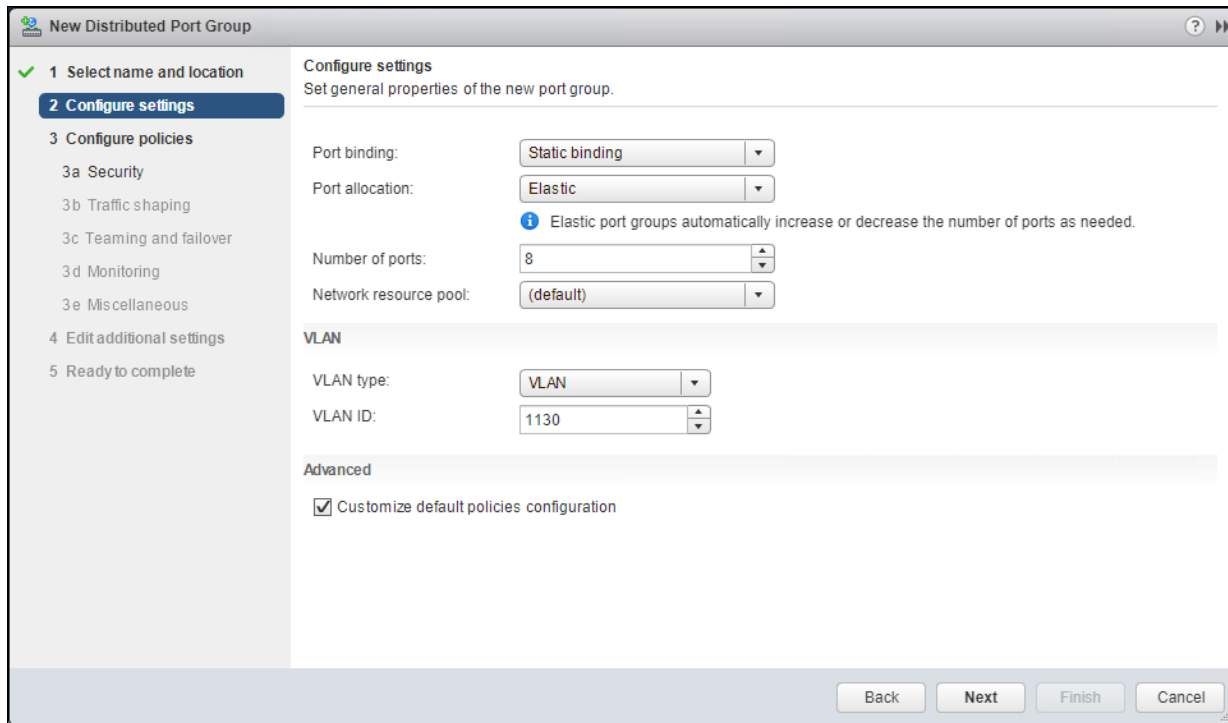 New Distributed Port Group
?
1 Select name and location
2 Configure settings
3 Configure policies
3a Security
3b Traffic shaping
3c Teaming and failover
3d Monitoring
3e Miscellaneous
4 Edit additional settings
5 Ready to complete
Configure settings
Set general properties of the new port group.
Port binding: Static binding
Port allocation: Elastic
Elastic port groups automatically increase or decrease the number of ports as needed.
Number of ports: 8
Network resource pool: (default)
VLAN
VLAN type: VLAN
VLAN ID: 1130
Advanced
Customize default policies configuration
Back Next Finish Cancel